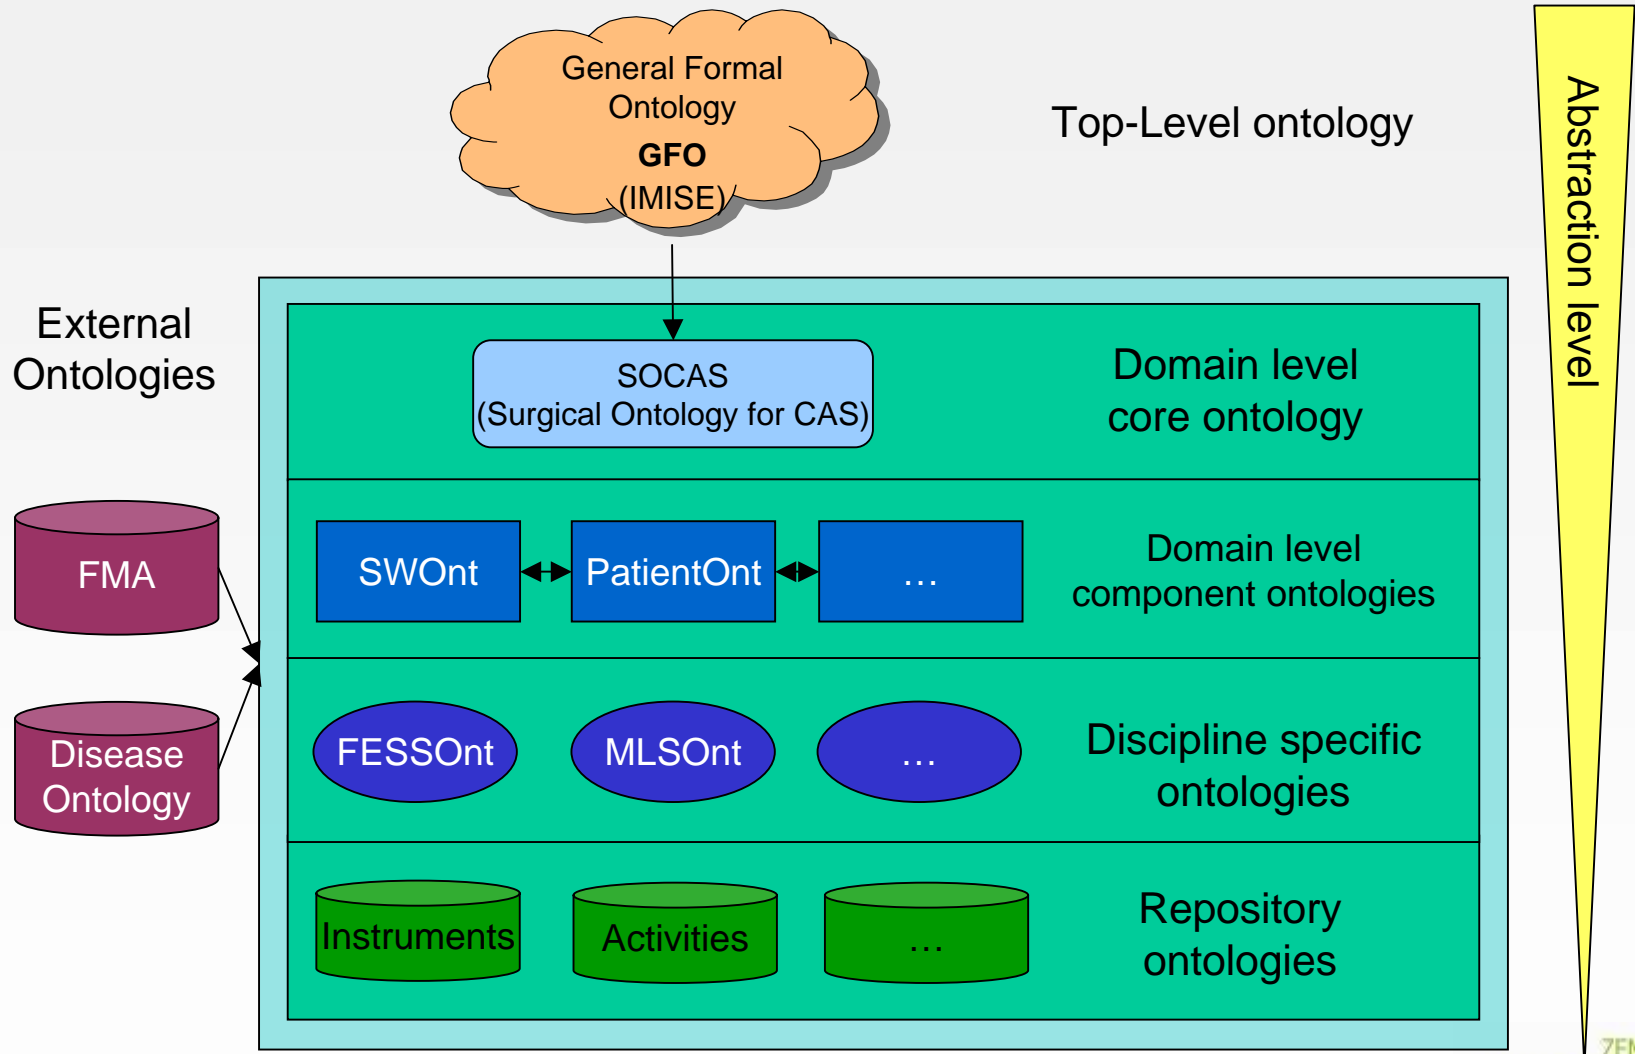 General Formal
Ontology
GFO
(IMISE)
Top-Level ontology
Abstraction level
External
Ontologies
SOCAS
(Surgical Ontology for CAS)
Domain level
core ontology
FMA
SWOnt
PatientOnt
…
Domain level
component ontologies
Disease
Ontology
FESSOnt
MLSOnt
…
Discipline specific
ontologies
Instruments
Activities
…
Repository
ontologies